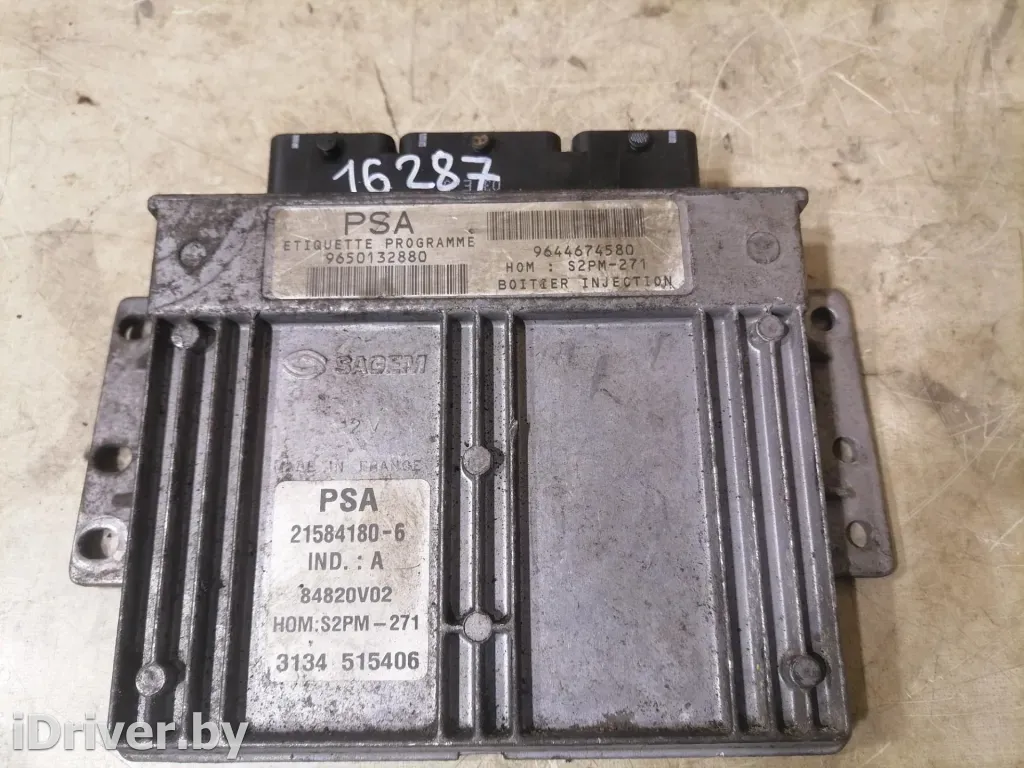 16287
PSA
ETIQUETTE PROGRAMME
9650132880
9644674580
HOM : S2PM-271
BOITIER INJECTION
SAGEM
12 V
MADE IN FRANCE
PSA
21584180-6
IND. : A
84820V02
HOM:S2PM-271
3134 515406
iDriver.by